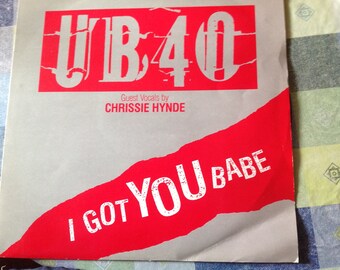 UB40
Guest Vocals by
CHRISSIE HYNDE
I GOT YOU BABE